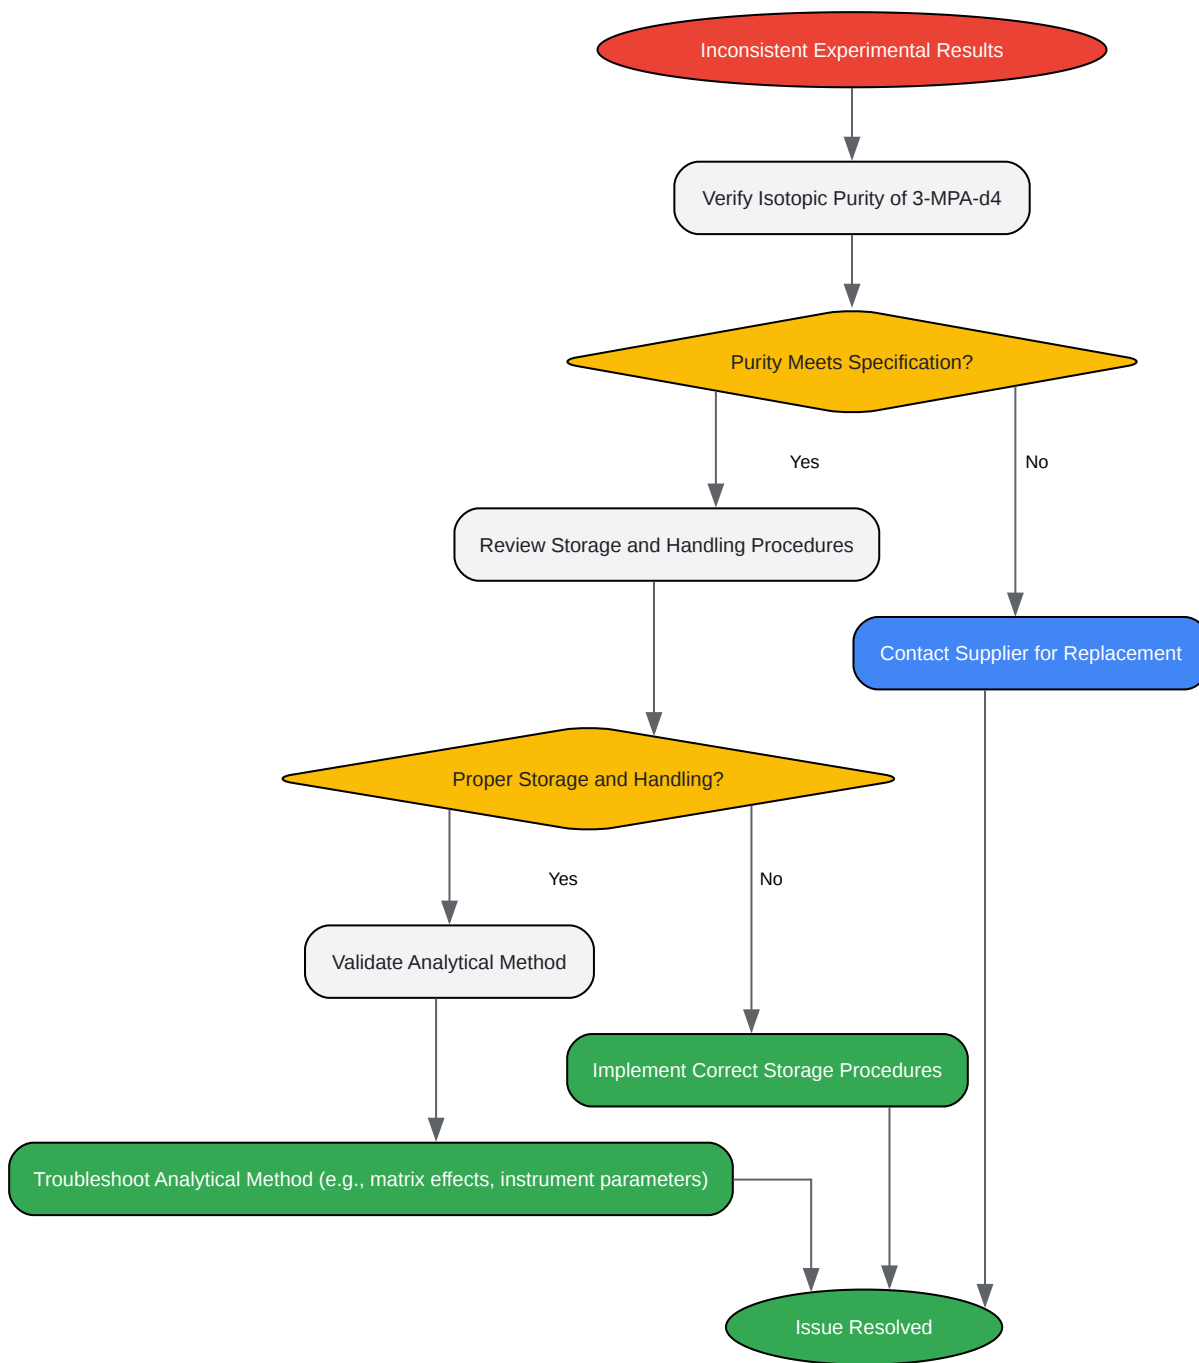 Inconsistent Experimental Results
Verify Isotopic Purity of 3-MPA-d4
Purity Meets Specification?
Yes
No
Review Storage and Handling Procedures
Contact Supplier for Replacement
Proper Storage and Handling?
Yes
No
Validate Analytical Method
Implement Correct Storage Procedures
Troubleshoot Analytical Method (e.g., matrix effects, instrument parameters)
Issue Resolved